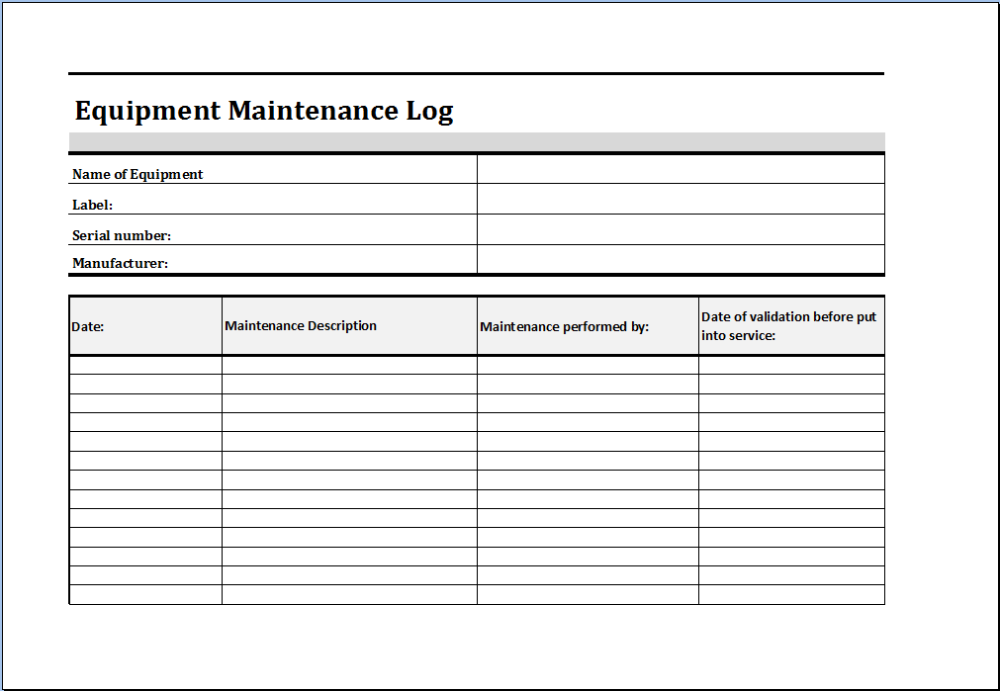 Equipment Maintenance Log
Name of Equipment
Label:
Serial number:
Manufacturer:
Date:
Maintenance Description
Maintenance performed by:
Date of validation before put
into service: